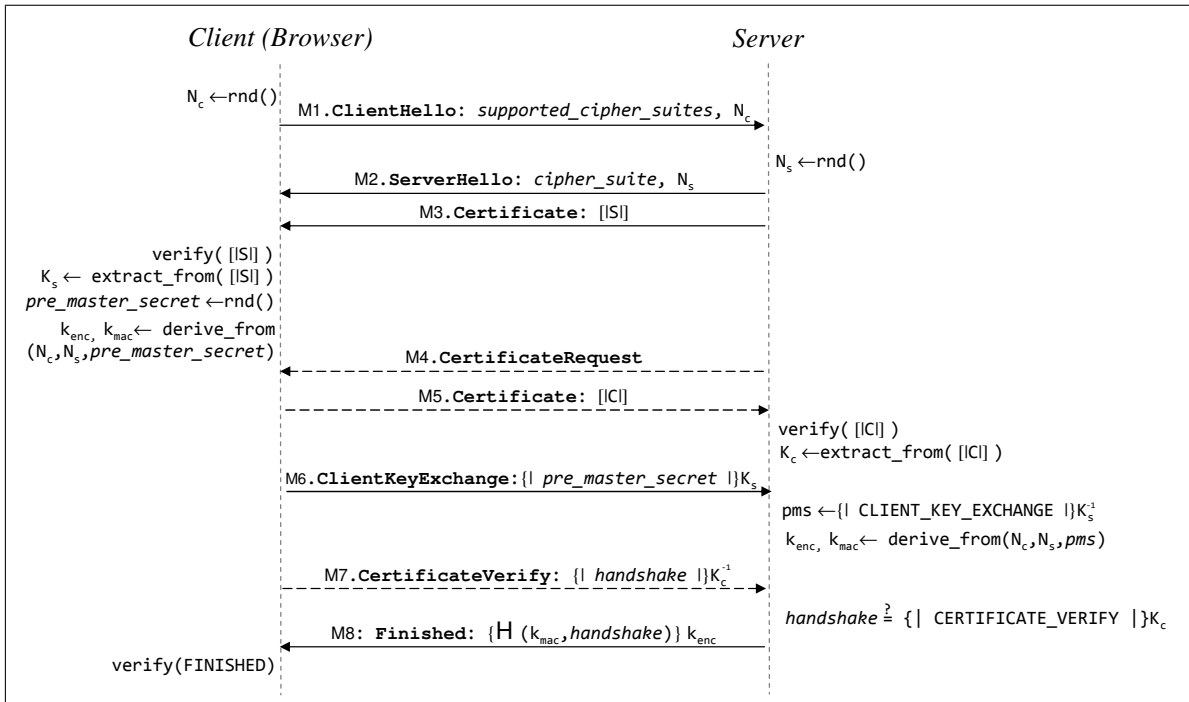 Client (Browser)
Server
N_c ←rnd()
M1.ClientHello: supported_cipher_suites, N_c
N_s ←rnd()
M2.ServerHello: cipher_suite, N_s
M3.Certificate: [|S|]
verify( [|S|] )
K_s ← extract_from( [|S|] )
pre_master_secret ←rnd()
k_enc, k_mac ← derive_from
(N_c,N_s,pre_master_secret)
M4.CertificateRequest
M5.Certificate: [|C|]
verify( [|C|] )
K_c ←extract_from( [|C|] )
M6.ClientKeyExchange:{| pre_master_secret |}K_s
pms ←{| CLIENT_KEY_EXCHANGE |}K_s^-1
k_enc, k_mac ← derive_from(N_c,N_s,pms)
M7.CertificateVerify: {| handshake |}K_c^-1
handshake ≟ {| CERTIFICATE_VERIFY |}K_c
M8: Finished: {H (k_mac,handshake)} k_enc
verify(FINISHED)